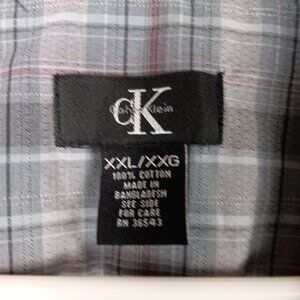 cK
Calvin Klein
XXL/XXG
100% COTTON
MADE IN
BANGLADESH
SEE SIDE
FOR CARE
RN 36543